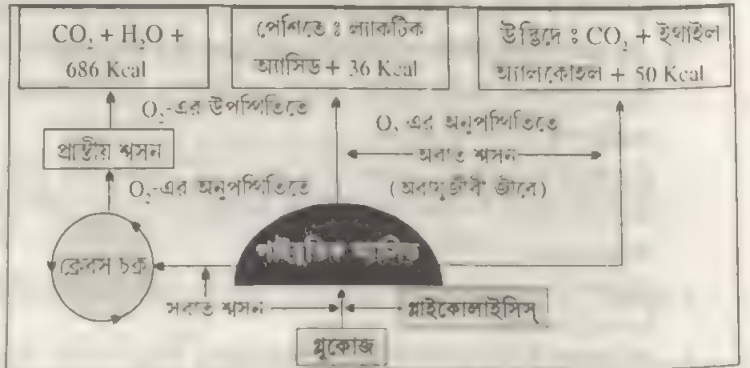 CO₂ + H₂O +
686 Kcal
পেশিতে : ল্যাকটিক
অ্যাসিড + 36 Kcal
উদ্ভিদে : CO₂ + ইথাইল
অ্যালকোহল + 50 Kcal
O₂-এর উপস্থিতিতে
O₂ এর অনুপস্থিতিতে
প্রান্তীয় শ্বসন
অবাত শ্বসন
O₂-এর অনুপস্থিতিতে
(অবায়ুজীবী জীবে)
পাইরুভিক অ্যাসিড
ক্রেবস চক্র
সবাত শ্বসন
গ্লাইকোলাইসিস্
গ্লুকোজ